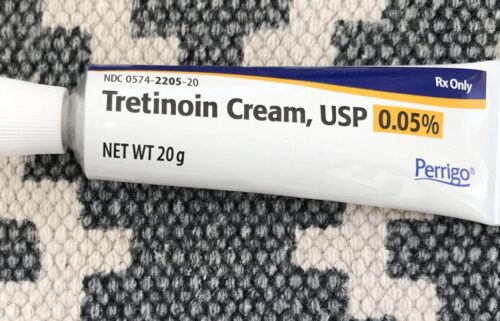 NDC 0574-2205-20
Rx Only
Tretinoin Cream, USP 0.05%
NET WT 20 g
Perrigo®